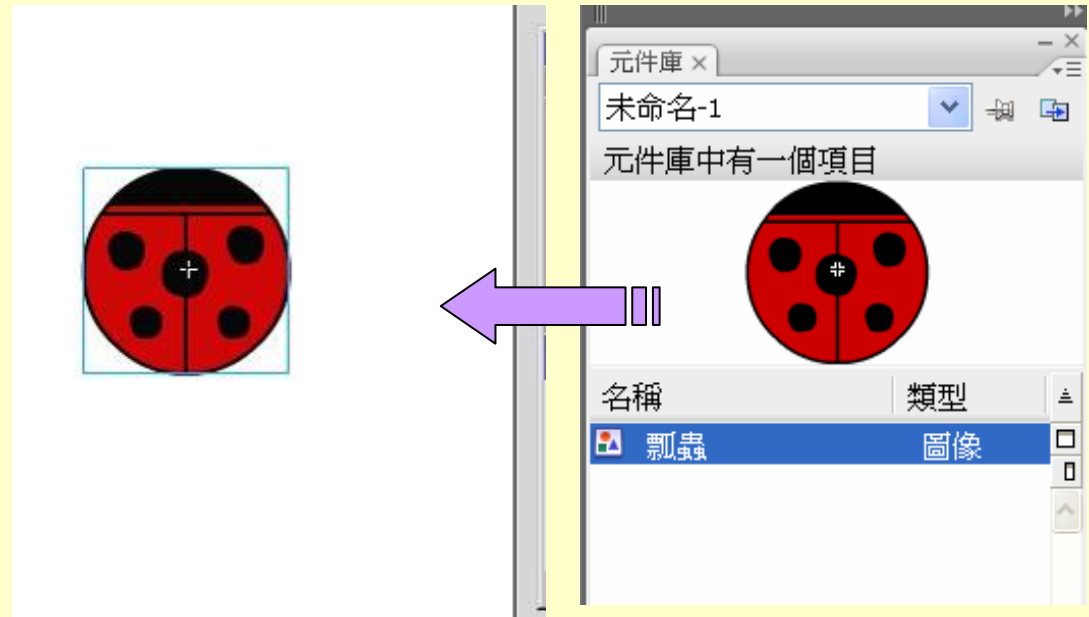 元件庫
未命名-1
元件庫中有一個項目
名稱 類型
瓢蟲 圖像